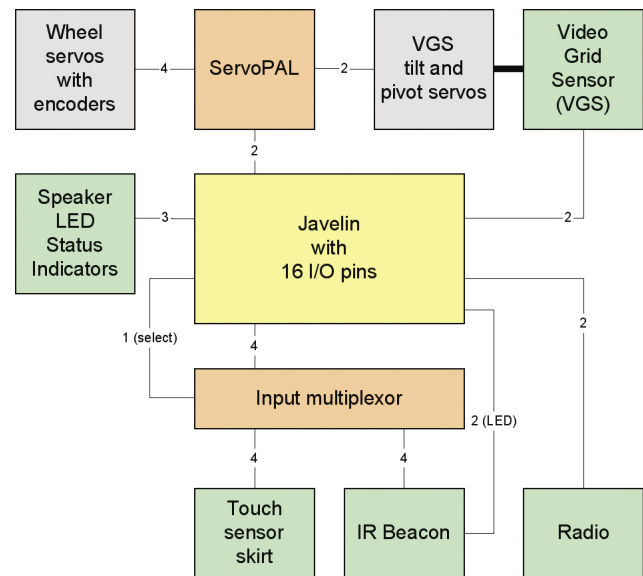 Wheel
servos
with
encoders
4
ServoPAL
2
VGS
tilt and
pivot servos
Video
Grid
Sensor
(VGS)
2
Speaker
LED
Status
Indicators
3
Javelin
with
16 I/O pins
2
1 (select)
4
2
Input multiplexor
2 (LED)
4
4
Touch
sensor
skirt
IR Beacon
Radio